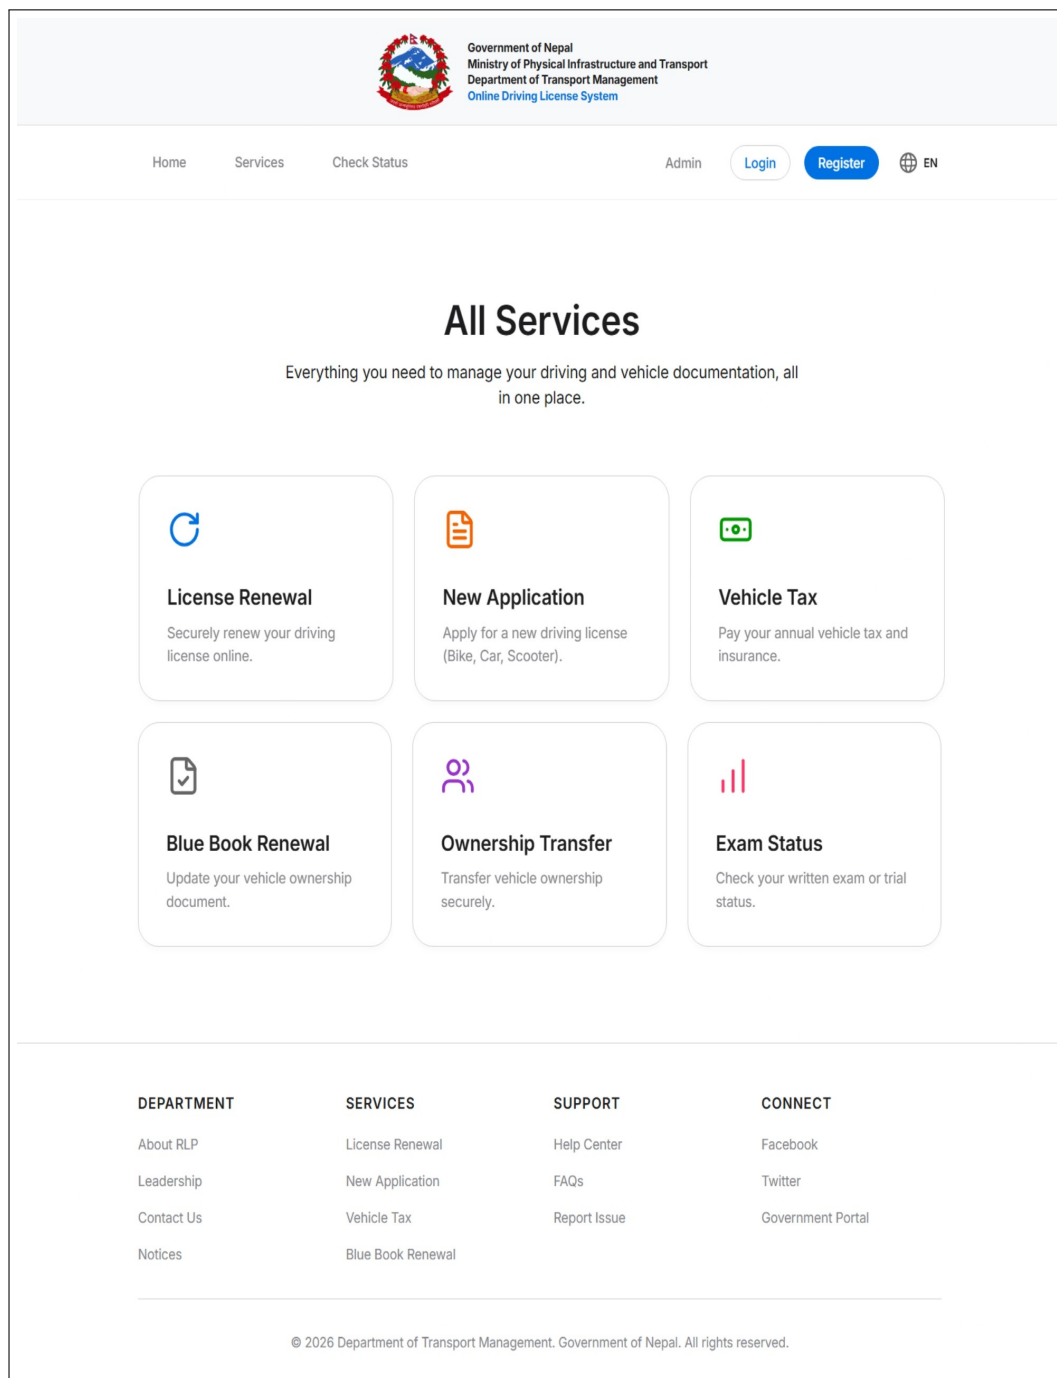 Government of Nepal
Ministry of Physical Infrastructure and Transport
Department of Transport Management
Online Driving License System
Home
Services
Check Status
Admin
Login
Register
EN
All Services
Everything you need to manage your driving and vehicle documentation, all
in one place.
License Renewal
Securely renew your driving
license online.
New Application
Apply for a new driving license
(Bike, Car, Scooter).
Vehicle Tax
Pay your annual vehicle tax and
insurance.
Blue Book Renewal
Update your vehicle ownership
document.
Ownership Transfer
Transfer vehicle ownership
securely.
Exam Status
Check your written exam or trial
status.
DEPARTMENT
About RLP
Leadership
Contact Us
Notices
SERVICES
License Renewal
New Application
Vehicle Tax
Blue Book Renewal
SUPPORT
Help Center
FAQs
Report Issue
CONNECT
Facebook
Twitter
Government Portal
© 2026 Department of Transport Management. Government of Nepal. All rights reserved.